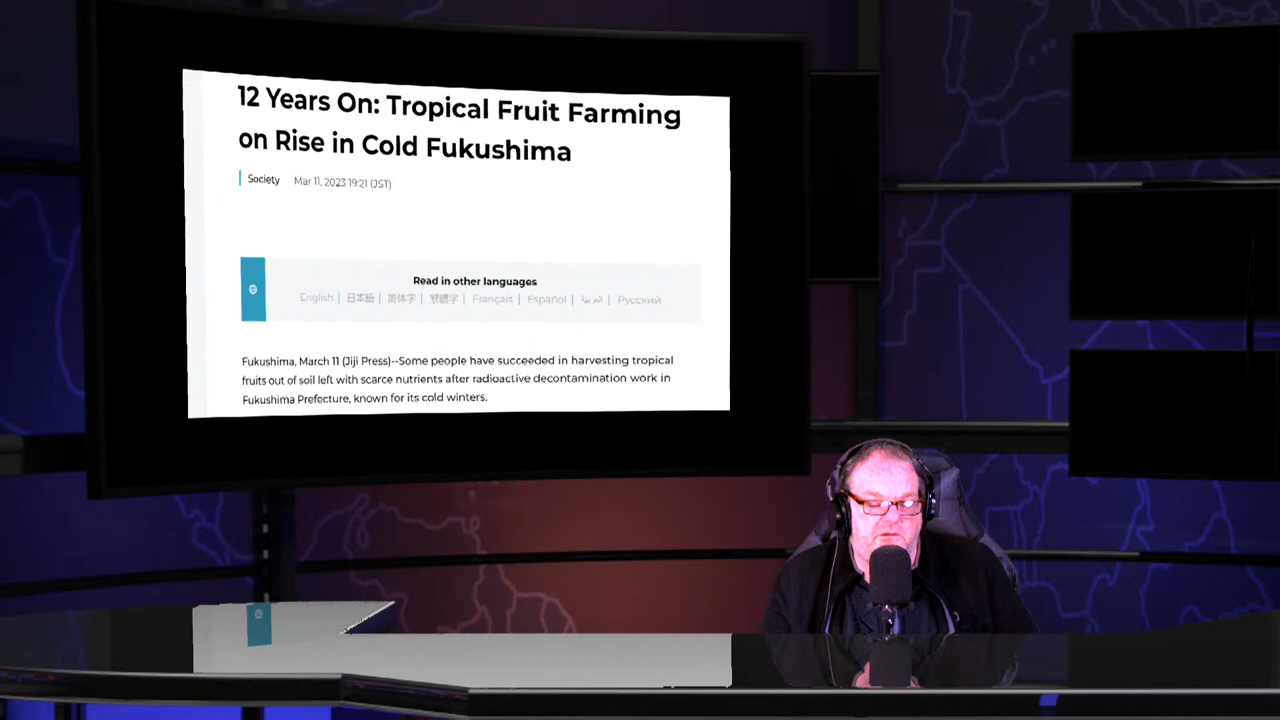 12 Years On: Tropical Fruit Farming
on Rise in Cold Fukushima
Society Mar 11, 2023 19:21 (JST)
Read in other languages
English | 日本語 | 简体字 | 繁體字 | Français | Español | العربية | Русский
Fukushima, March 11 (Jiji Press)--Some people have succeeded in harvesting tropical
fruits out of soil left with scarce nutrients after radioactive decontamination work in
Fukushima Prefecture, known for its cold winters.